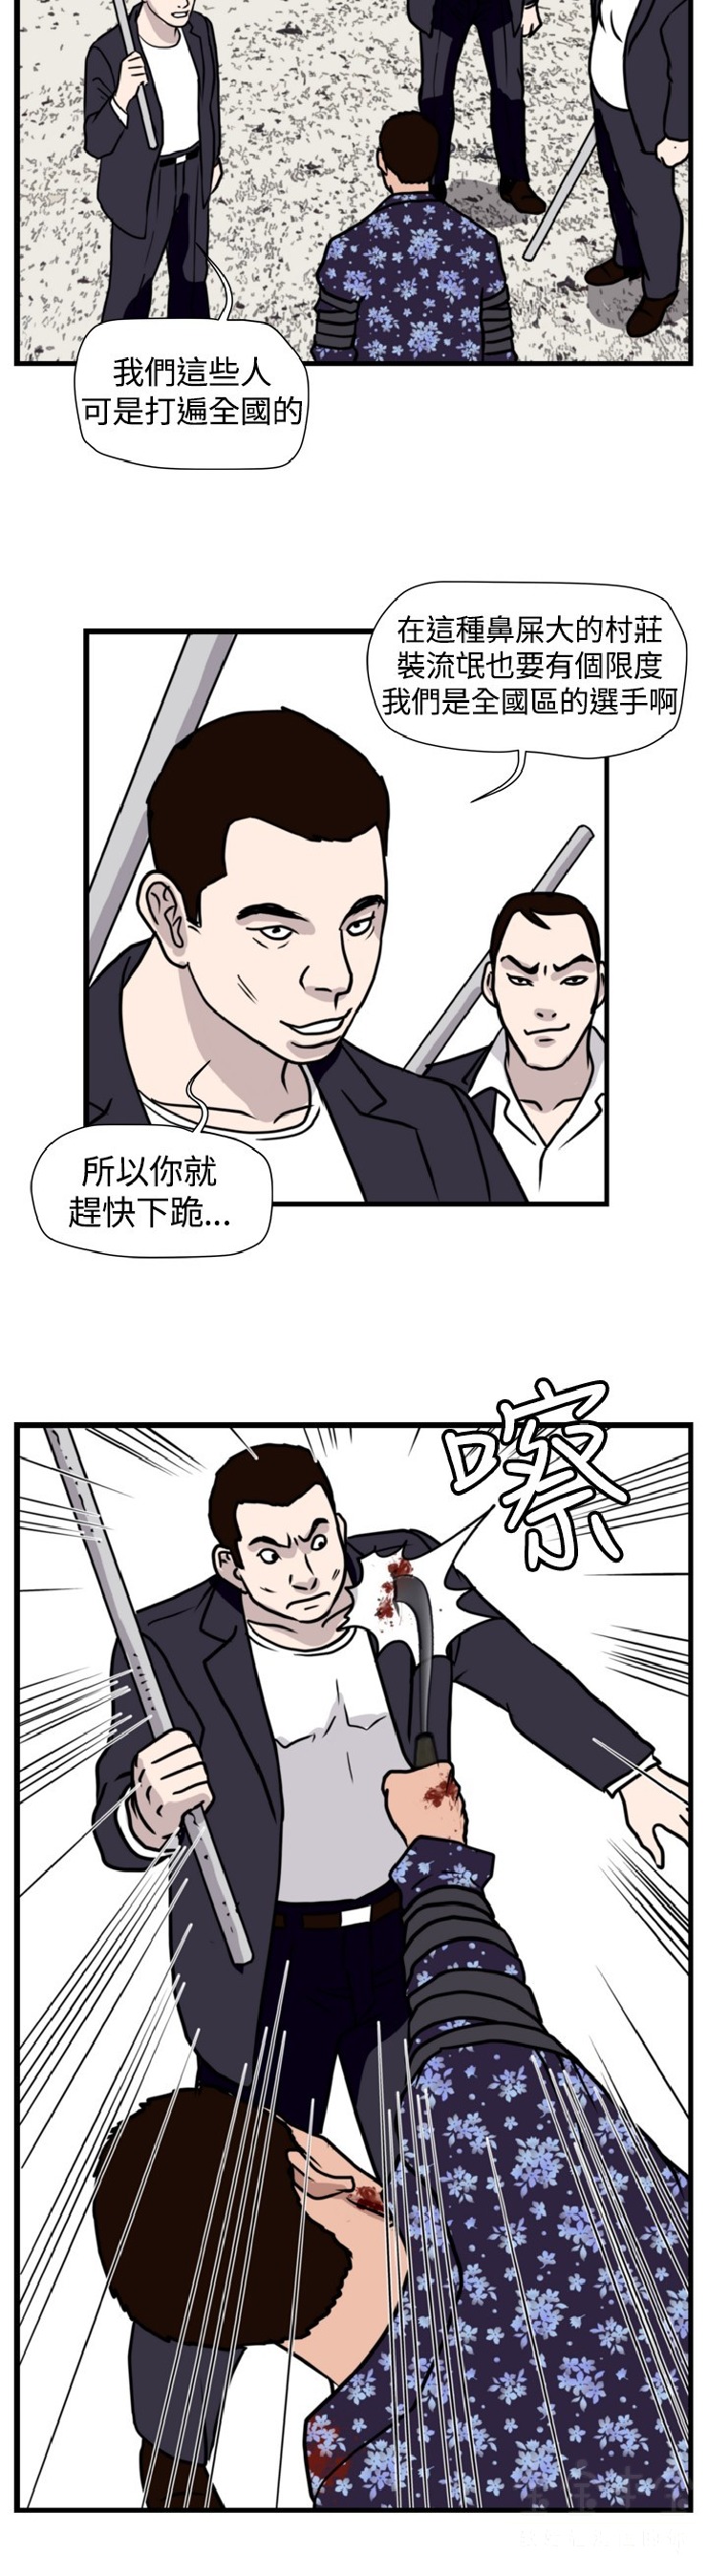 我們這些人
可是打遍全國的
在這種鼻屎大的村莊
裝流氓也要有個限度
我們是全國區的選手啊
所以你就
趕快下跪...
嚓